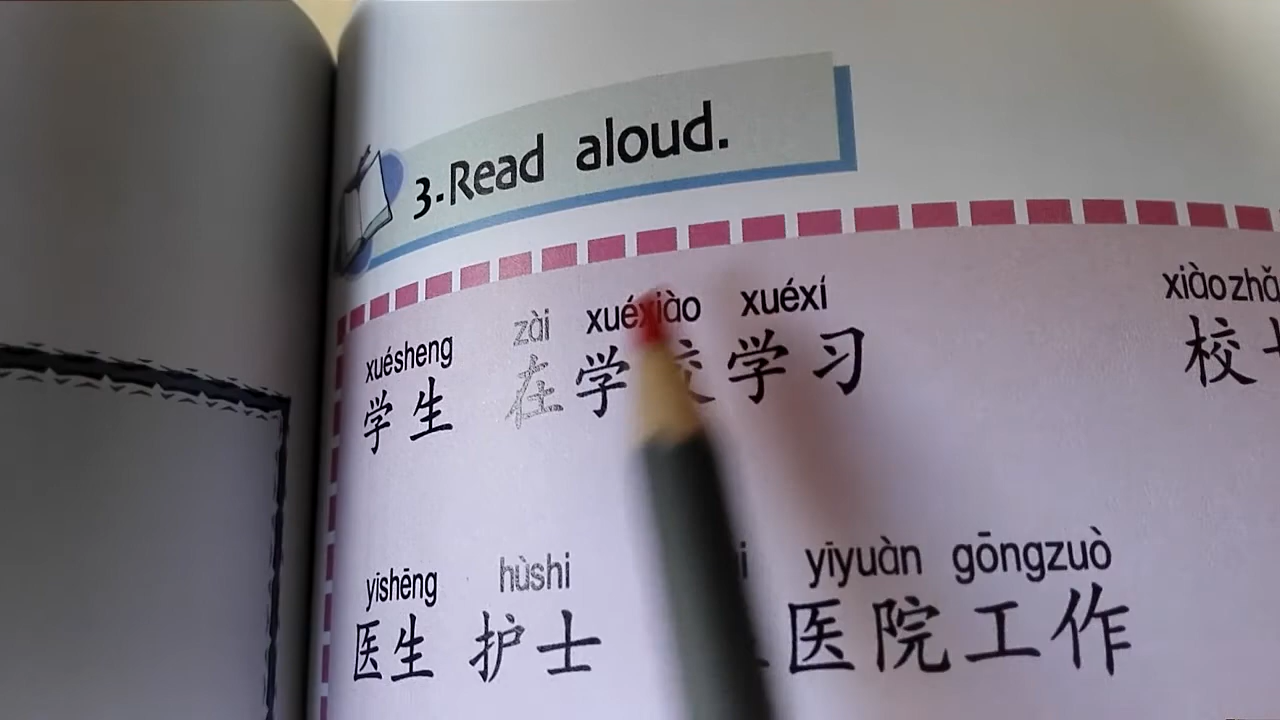 3.Read aloud.
xuésheng zài xuéxiào xuéxí xiàozhǎ
学生 在学校学习 校
yīshēng hùshi yīyuàn gōngzuò
医生 护士 医院工作